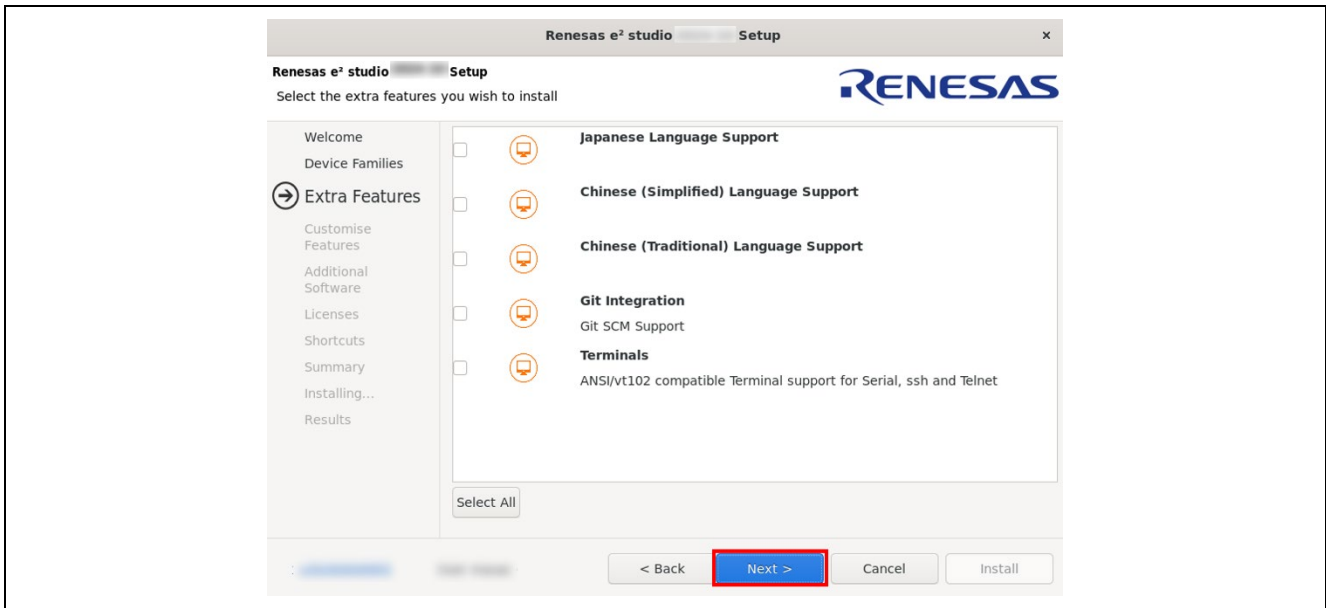 Renesas e² studio Setup
×
Renesas e² studio Setup
Select the extra features you wish to install
RENESAS
Welcome
Device Families
Extra Features
Customise
Features
Additional
Software
Licenses
Shortcuts
Summary
Installing...
Results
Japanese Language Support
Chinese (Simplified) Language Support
Chinese (Traditional) Language Support
Git Integration
Git SCM Support
Terminals
ANSI/vt102 compatible Terminal support for Serial, ssh and Telnet
Select All
< Back Next > Cancel Install